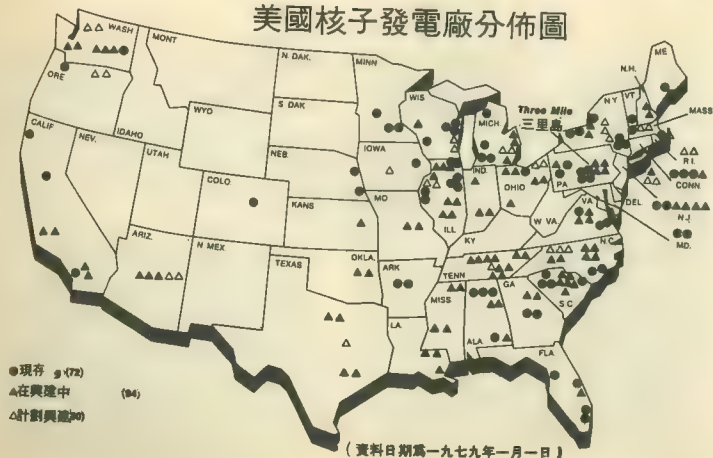 美國核子發電廠分佈圖
WASH
MONT
N. DAK.
MINN
ME
N.H.
VT
ORE
IDAHO
WYO
S. DAK
WIS
MICH.
Three Mile
三里島
N Y
MASS
CALIF
NEV.
UTAH
COLO.
NEB.
IOWA
ILL
IND.
OHIO
PA
R I.
CONN.
N.J.
DEL
MD.
KANS
MO
KY
W VA.
VA
ARIZ.
N MEX.
OKLA.
ARK
TENN
N.C.
S C
TEXAS
LA.
MISS
ALA
GA
FLA
●現存 (72)
▲在興建中 (94)
△計劃興建
(資料日期爲一九七九年一月一日)